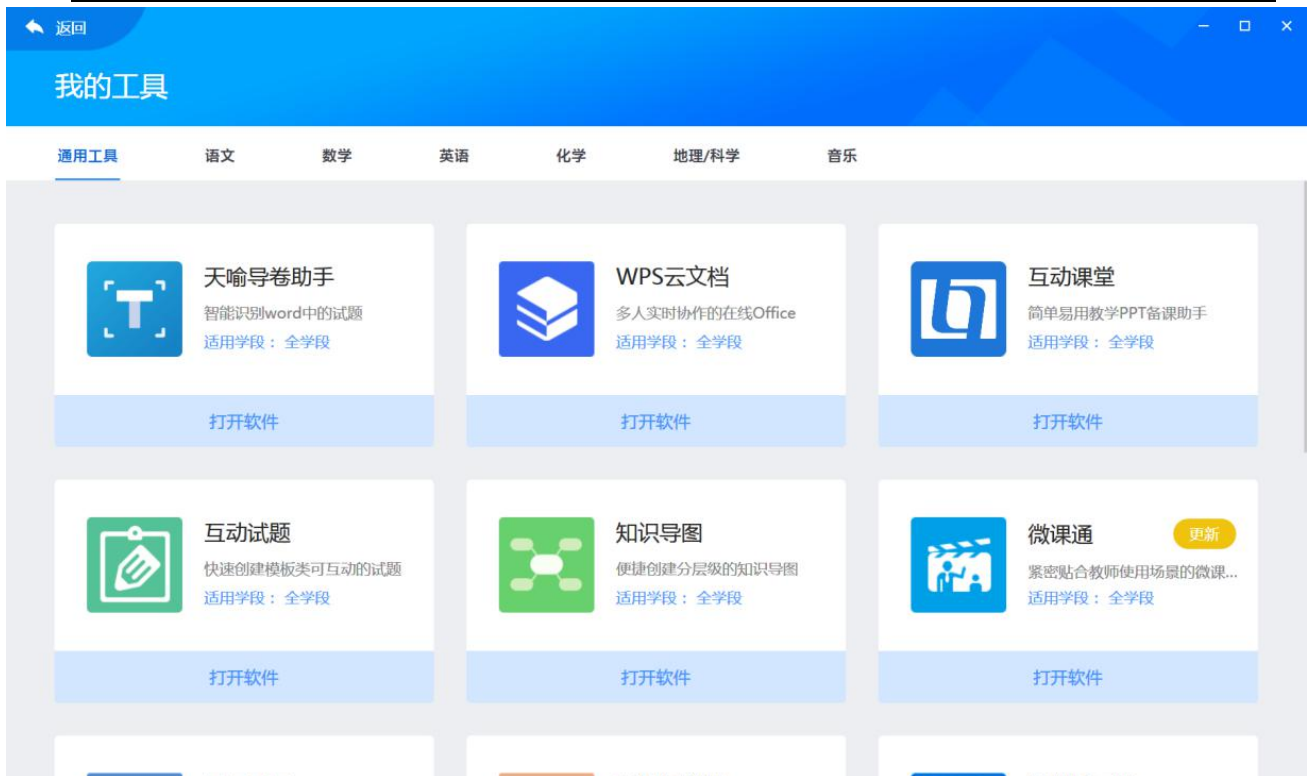 返回
我的工具
通用工具 语文 数学 英语 化学 地理/科学 音乐
天喻导卷助手
智能识别word中的试题
适用学段： 全学段
打开软件
WPS云文档
多人实时协作的在线Office
适用学段： 全学段
打开软件
互动课堂
简单易用教学PPT备课助手
适用学段： 全学段
打开软件
互动试题
快速创建模板类可互动的试题
适用学段： 全学段
打开软件
知识导图
便捷创建分层级的知识导图
适用学段： 全学段
打开软件
微课通 更新
紧密贴合教师使用场景的微课...
适用学段： 全学段
打开软件